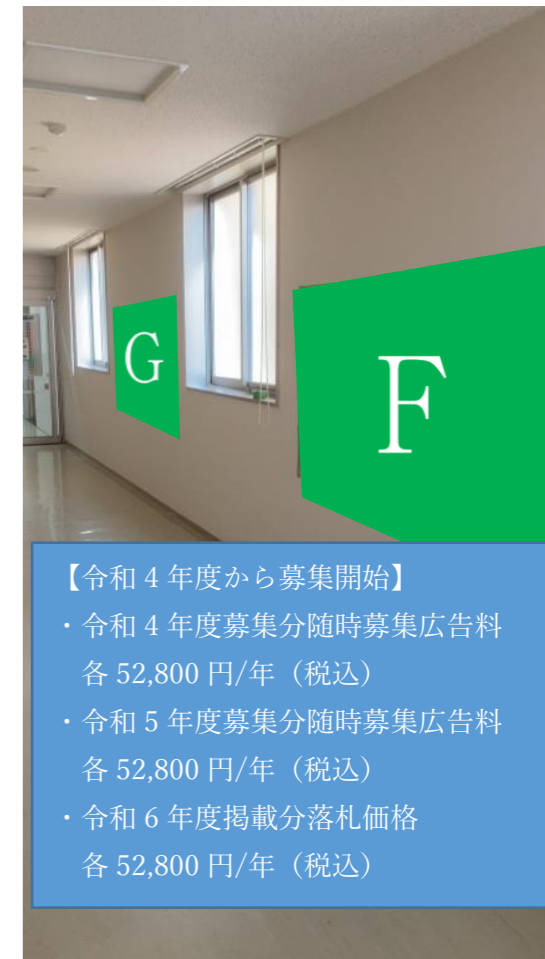 G
F
【令和 4 年度から募集開始】
・令和 4 年度募集分随時募集広告料
各 52,800 円/年（税込）
・令和 5 年度募集分随時募集広告料
各 52,800 円/年（税込）
・令和 6 年度掲載分落札価格
各 52,800 円/年（税込）